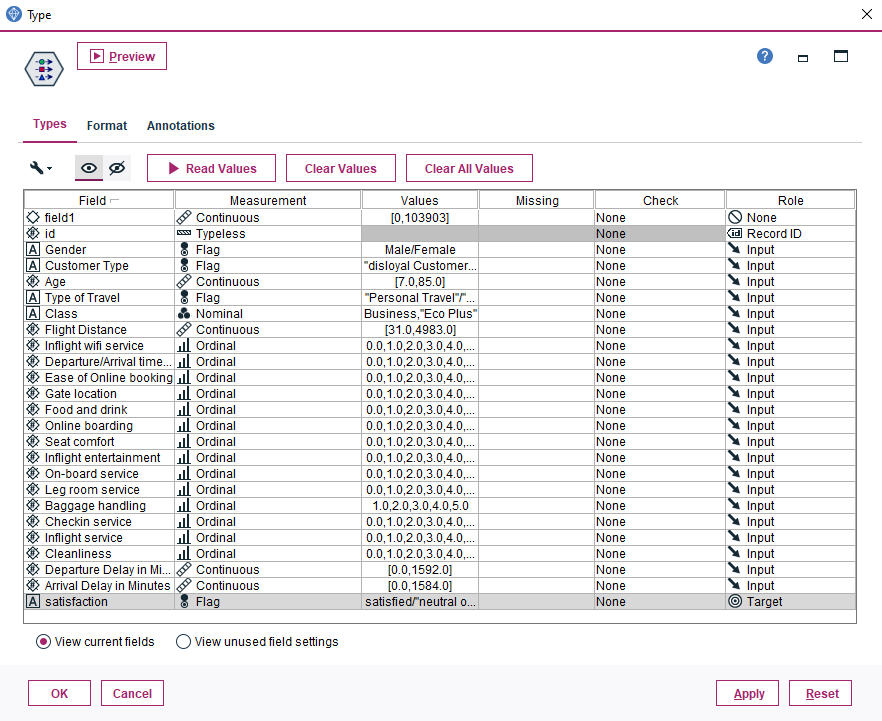 Type
Preview
Types Format Annotations
Read Values Clear Values Clear All Values
Field Measurement Values Missing Check Role
field1 Continuous [0,103903] None None
id Typeless None Record ID
Gender Flag Male/Female None Input
Customer Type Flag "disloyal Customer... None Input
Age Continuous [7.0,85.0] None Input
Type of Travel Flag "Personal Travel"/"... None Input
Class Nominal Business,"Eco Plus" None Input
Flight Distance Continuous [31.0,4983.0] None Input
Inflight wifi service Ordinal 0.0,1.0,2.0,3.0,4.0,... None Input
Departure/Arrival time... Ordinal 0.0,1.0,2.0,3.0,4.0,... None Input
Ease of Online booking Ordinal 0.0,1.0,2.0,3.0,4.0,... None Input
Gate location Ordinal 0.0,1.0,2.0,3.0,4.0,... None Input
Food and drink Ordinal 0.0,1.0,2.0,3.0,4.0,... None Input
Online boarding Ordinal 0.0,1.0,2.0,3.0,4.0,... None Input
Seat comfort Ordinal 0.0,1.0,2.0,3.0,4.0,... None Input
Inflight entertainment Ordinal 0.0,1.0,2.0,3.0,4.0,... None Input
On-board service Ordinal 0.0,1.0,2.0,3.0,4.0,... None Input
Leg room service Ordinal 0.0,1.0,2.0,3.0,4.0,... None Input
Baggage handling Ordinal 1.0,2.0,3.0,4.0,5.0 None Input
Checkin service Ordinal 0.0,1.0,2.0,3.0,4.0,... None Input
Inflight service Ordinal 0.0,1.0,2.0,3.0,4.0,... None Input
Cleanliness Ordinal 0.0,1.0,2.0,3.0,4.0,... None Input
Departure Delay in Mi... Continuous [0.0,1592.0] None Input
Arrival Delay in Minutes Continuous [0.0,1584.0] None Input
satisfaction Flag satisfied/"neutral o... None Target
View current fields View unused field settings
OK Cancel Apply Reset